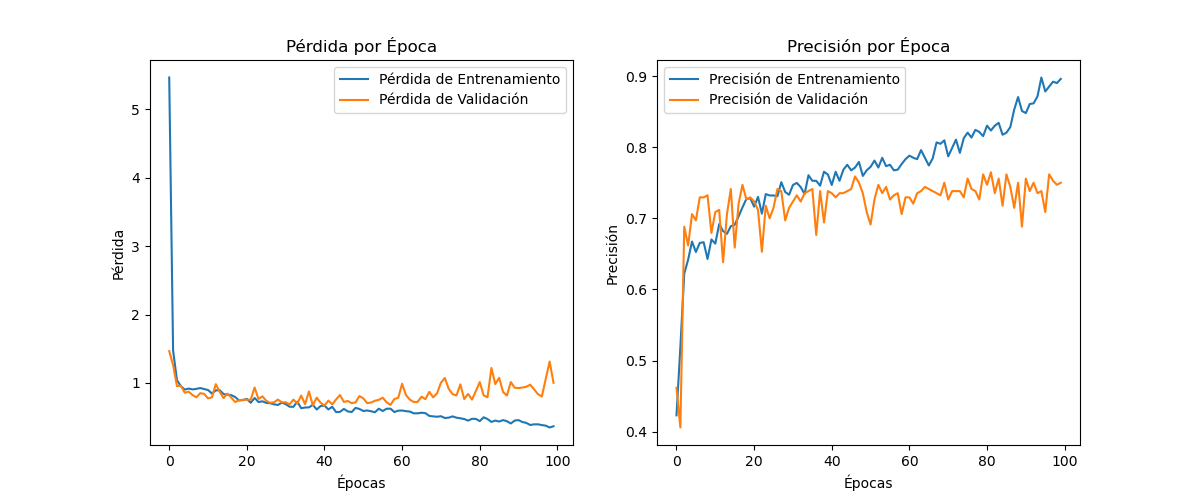 Pérdida por Época
Pérdida de Entrenamiento
Pérdida de Validación
5
4
3
2
1
Pérdida
0
20
40
60
80
100
Épocas
Precisión por Época
Precisión de Entrenamiento
Precisión de Validación
0.9
0.8
0.7
0.6
0.5
0.4
Precisión
0
20
40
60
80
100
Épocas